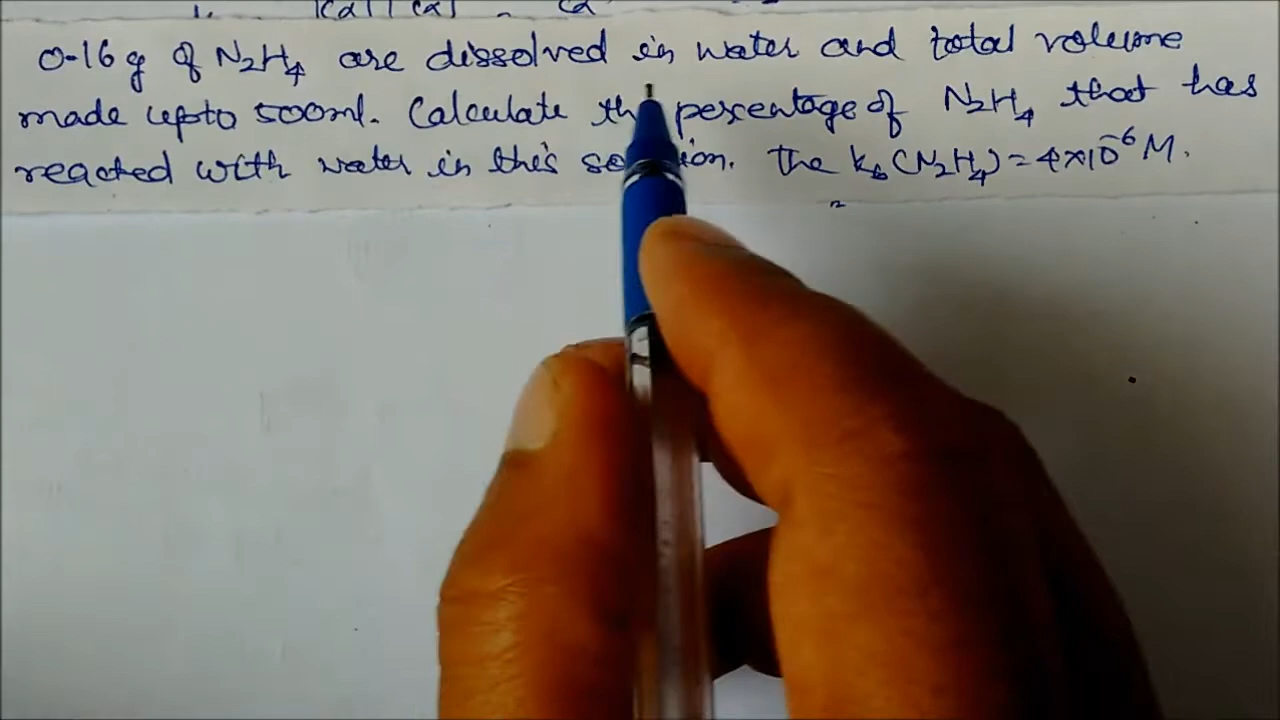 0.16 g of N₂H₄ are dissolved in water and total volume
made upto 500ml. Calculate the percentage of N₂H₄ that has
reacted with water in this solution. The kb(N₂H₄) = 4×10⁻⁶ M.